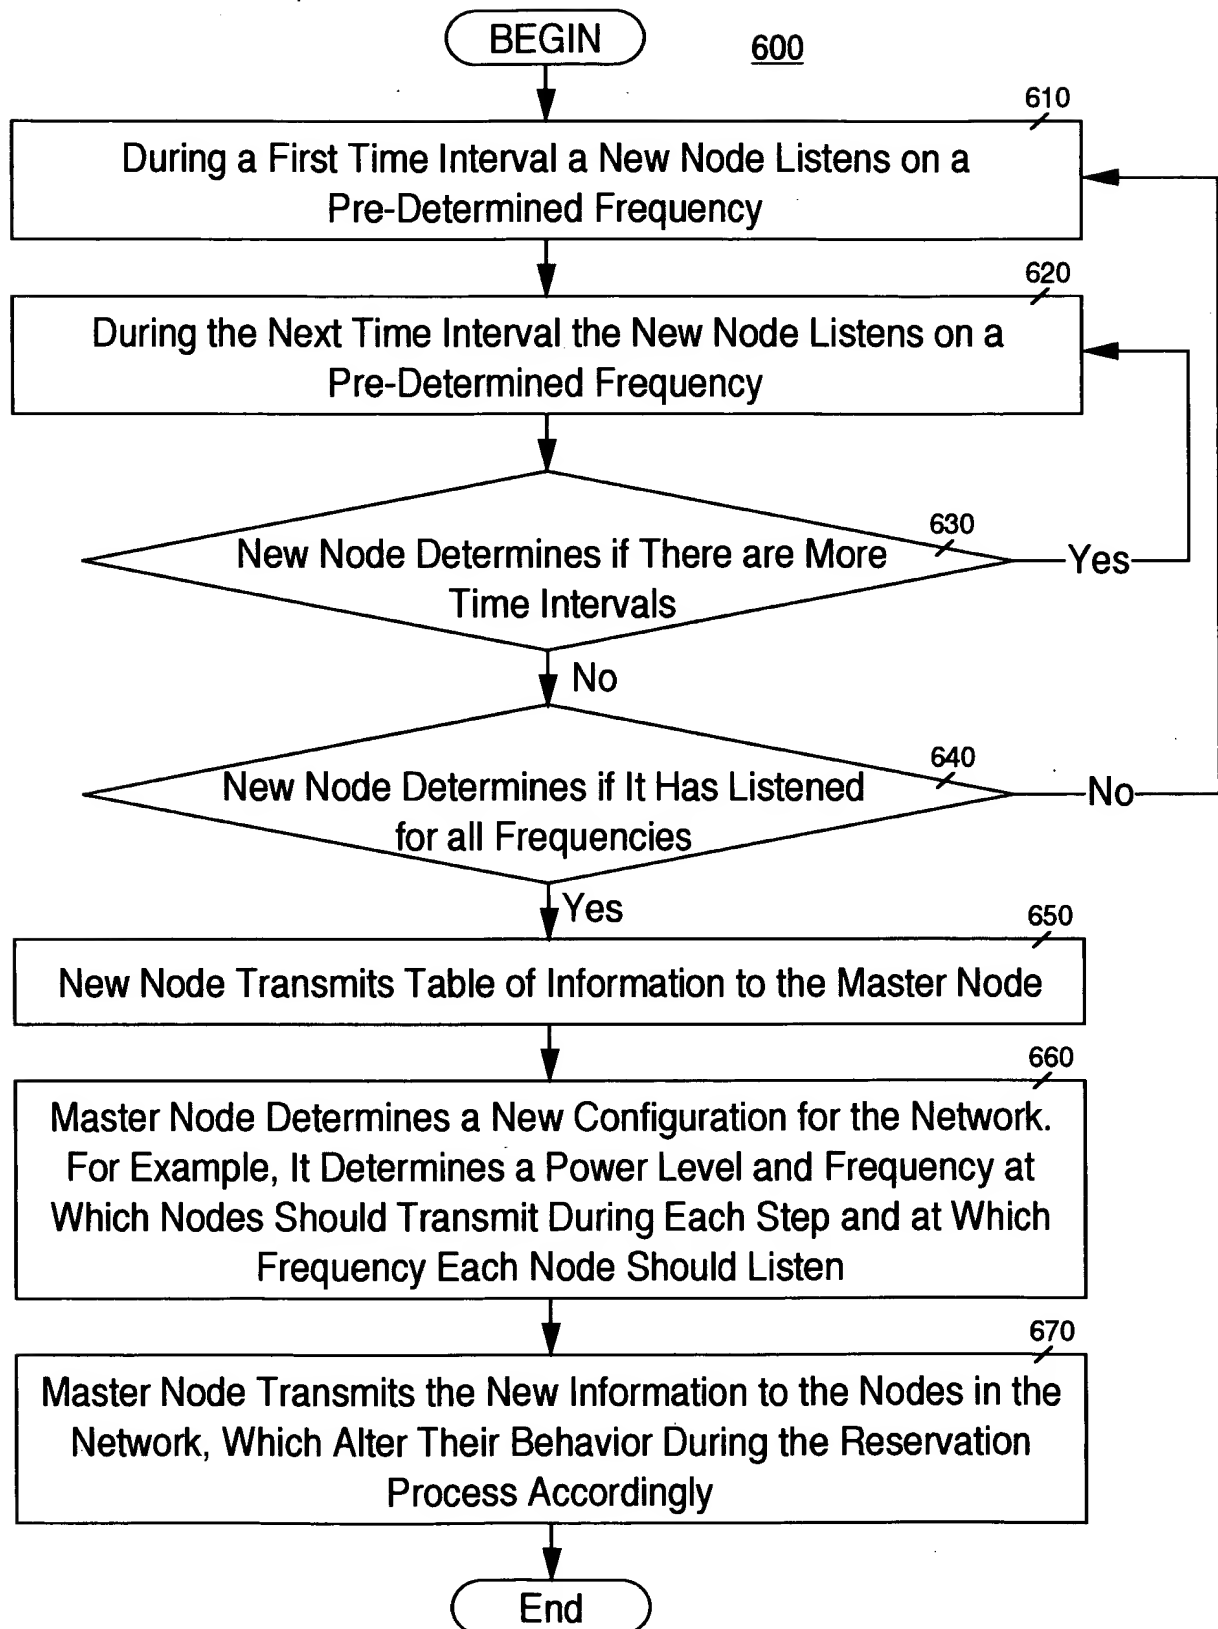 BEGIN
600
610
During a First Time Interval a New Node Listens on a
Pre-Determined Frequency
620
During the Next Time Interval the New Node Listens on a
Pre-Determined Frequency
630
New Node Determines if There are More
Time Intervals
Yes
No
640
New Node Determines if It Has Listened
for all Frequencies
No
Yes
650
New Node Transmits Table of Information to the Master Node
660
Master Node Determines a New Configuration for the Network.
For Example, It Determines a Power Level and Frequency at
Which Nodes Should Transmit During Each Step and at Which
Frequency Each Node Should Listen
670
Master Node Transmits the New Information to the Nodes in the
Network, Which Alter Their Behavior During the Reservation
Process Accordingly
End